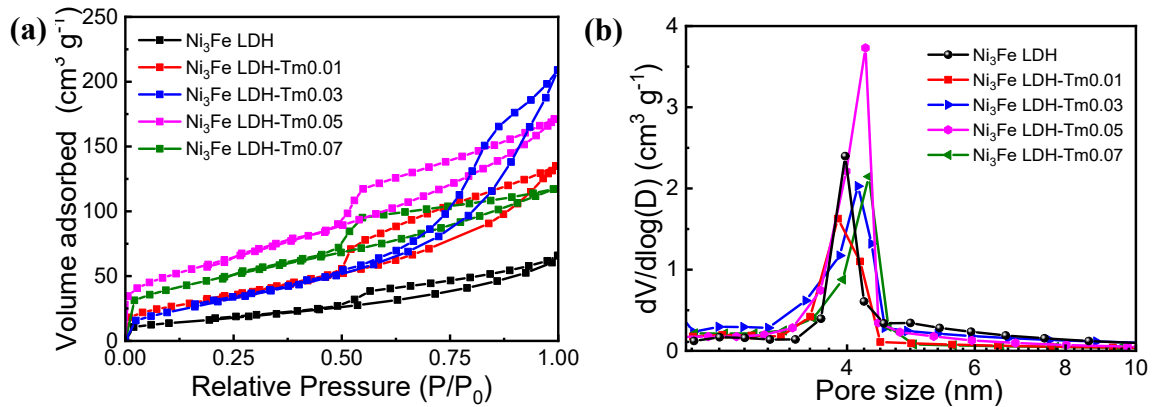 (a)
Volume adsorbed (cm³ g⁻¹)
250
200
150
100
50
0
Ni₃Fe LDH
Ni₃Fe LDH-Tm0.01
Ni₃Fe LDH-Tm0.03
Ni₃Fe LDH-Tm0.05
Ni₃Fe LDH-Tm0.07
0.00 0.25 0.50 0.75 1.00
Relative Pressure (P/P₀)
(b)
dV/dlog(D) (cm³ g⁻¹)
4
3
2
1
0
Ni₃Fe LDH
Ni₃Fe LDH-Tm0.01
Ni₃Fe LDH-Tm0.03
Ni₃Fe LDH-Tm0.05
Ni₃Fe LDH-Tm0.07
4 6 8 10
Pore size (nm)